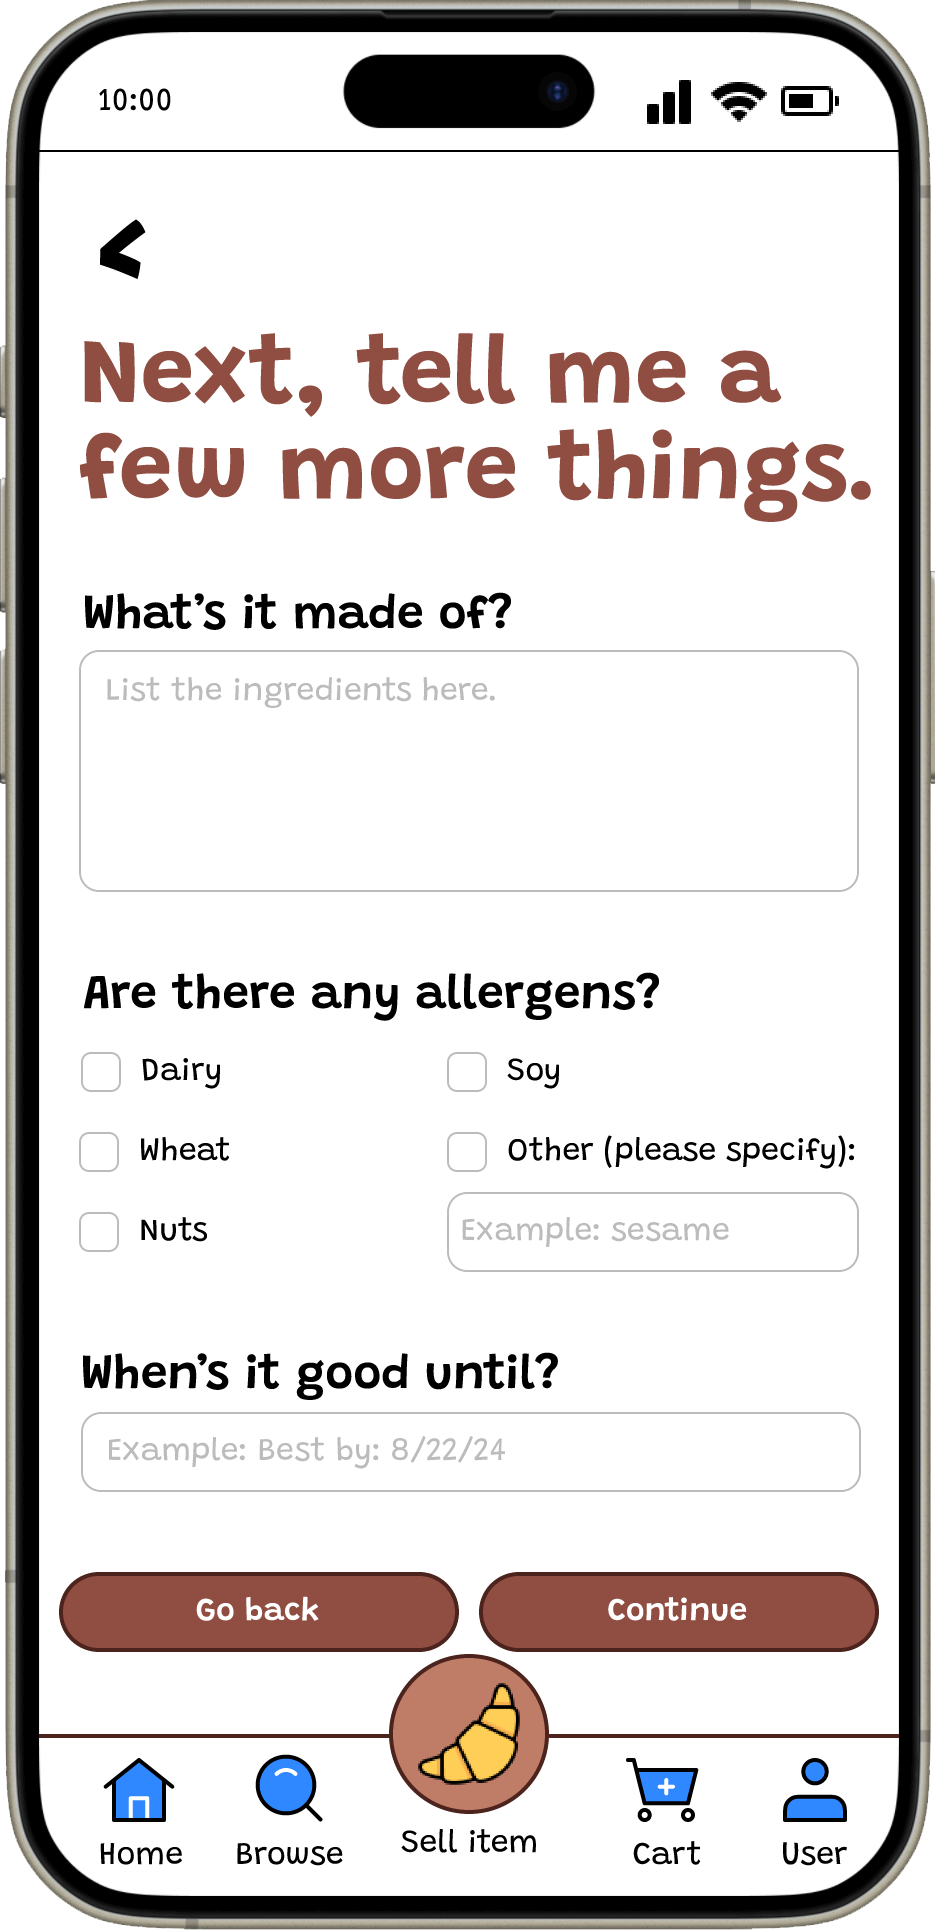 10:00
Next, tell me a
few more things.
What's it made of?
List the ingredients here.
Are there any allergens?
Dairy
Soy
Wheat
Other (please specify):
Nuts
Example: sesame
When's it good until?
Example: Best by: 8/22/24
Go back
Continue
Home
Browse
Sell item
Cart
User